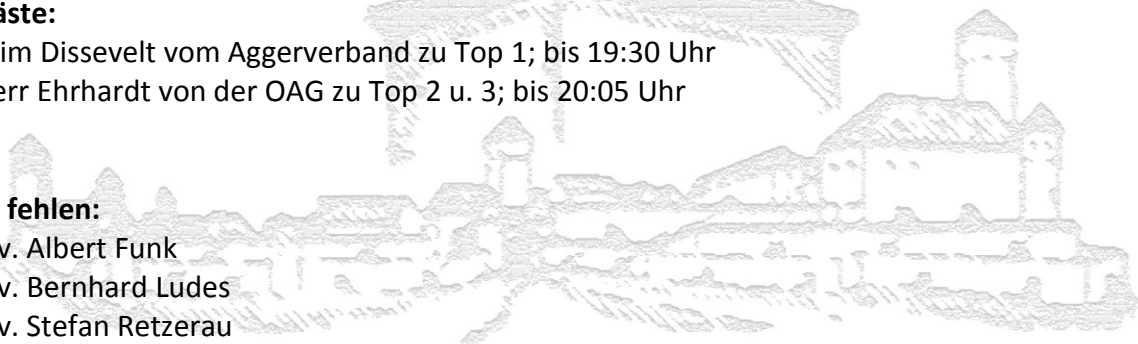 äste:
im Dissevelt vom Aggerverband zu Top 1; bis 19:30 Uhr
err Ehrhardt von der OAG zu Top 2 u. 3; bis 20:05 Uhr
fehlen:
v. Albert Funk
v. Bernhard Ludes
v. Stefan Retzerau